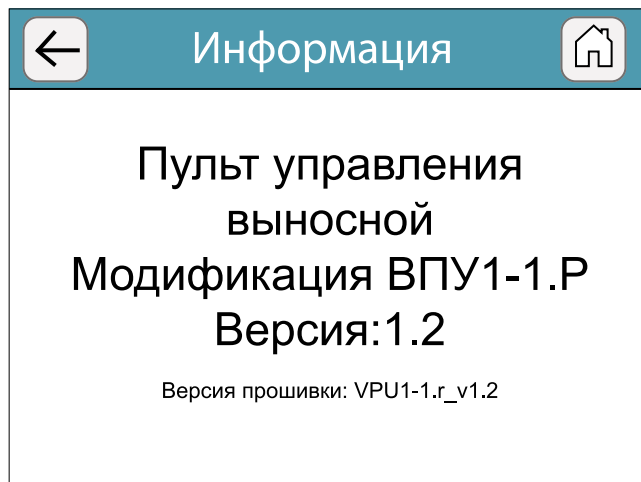 Информация
Пульт управления
выносной
Модификация ВПУ1-1.Р
Версия:1.2
Версия прошивки: VPU1-1.r_v1.2